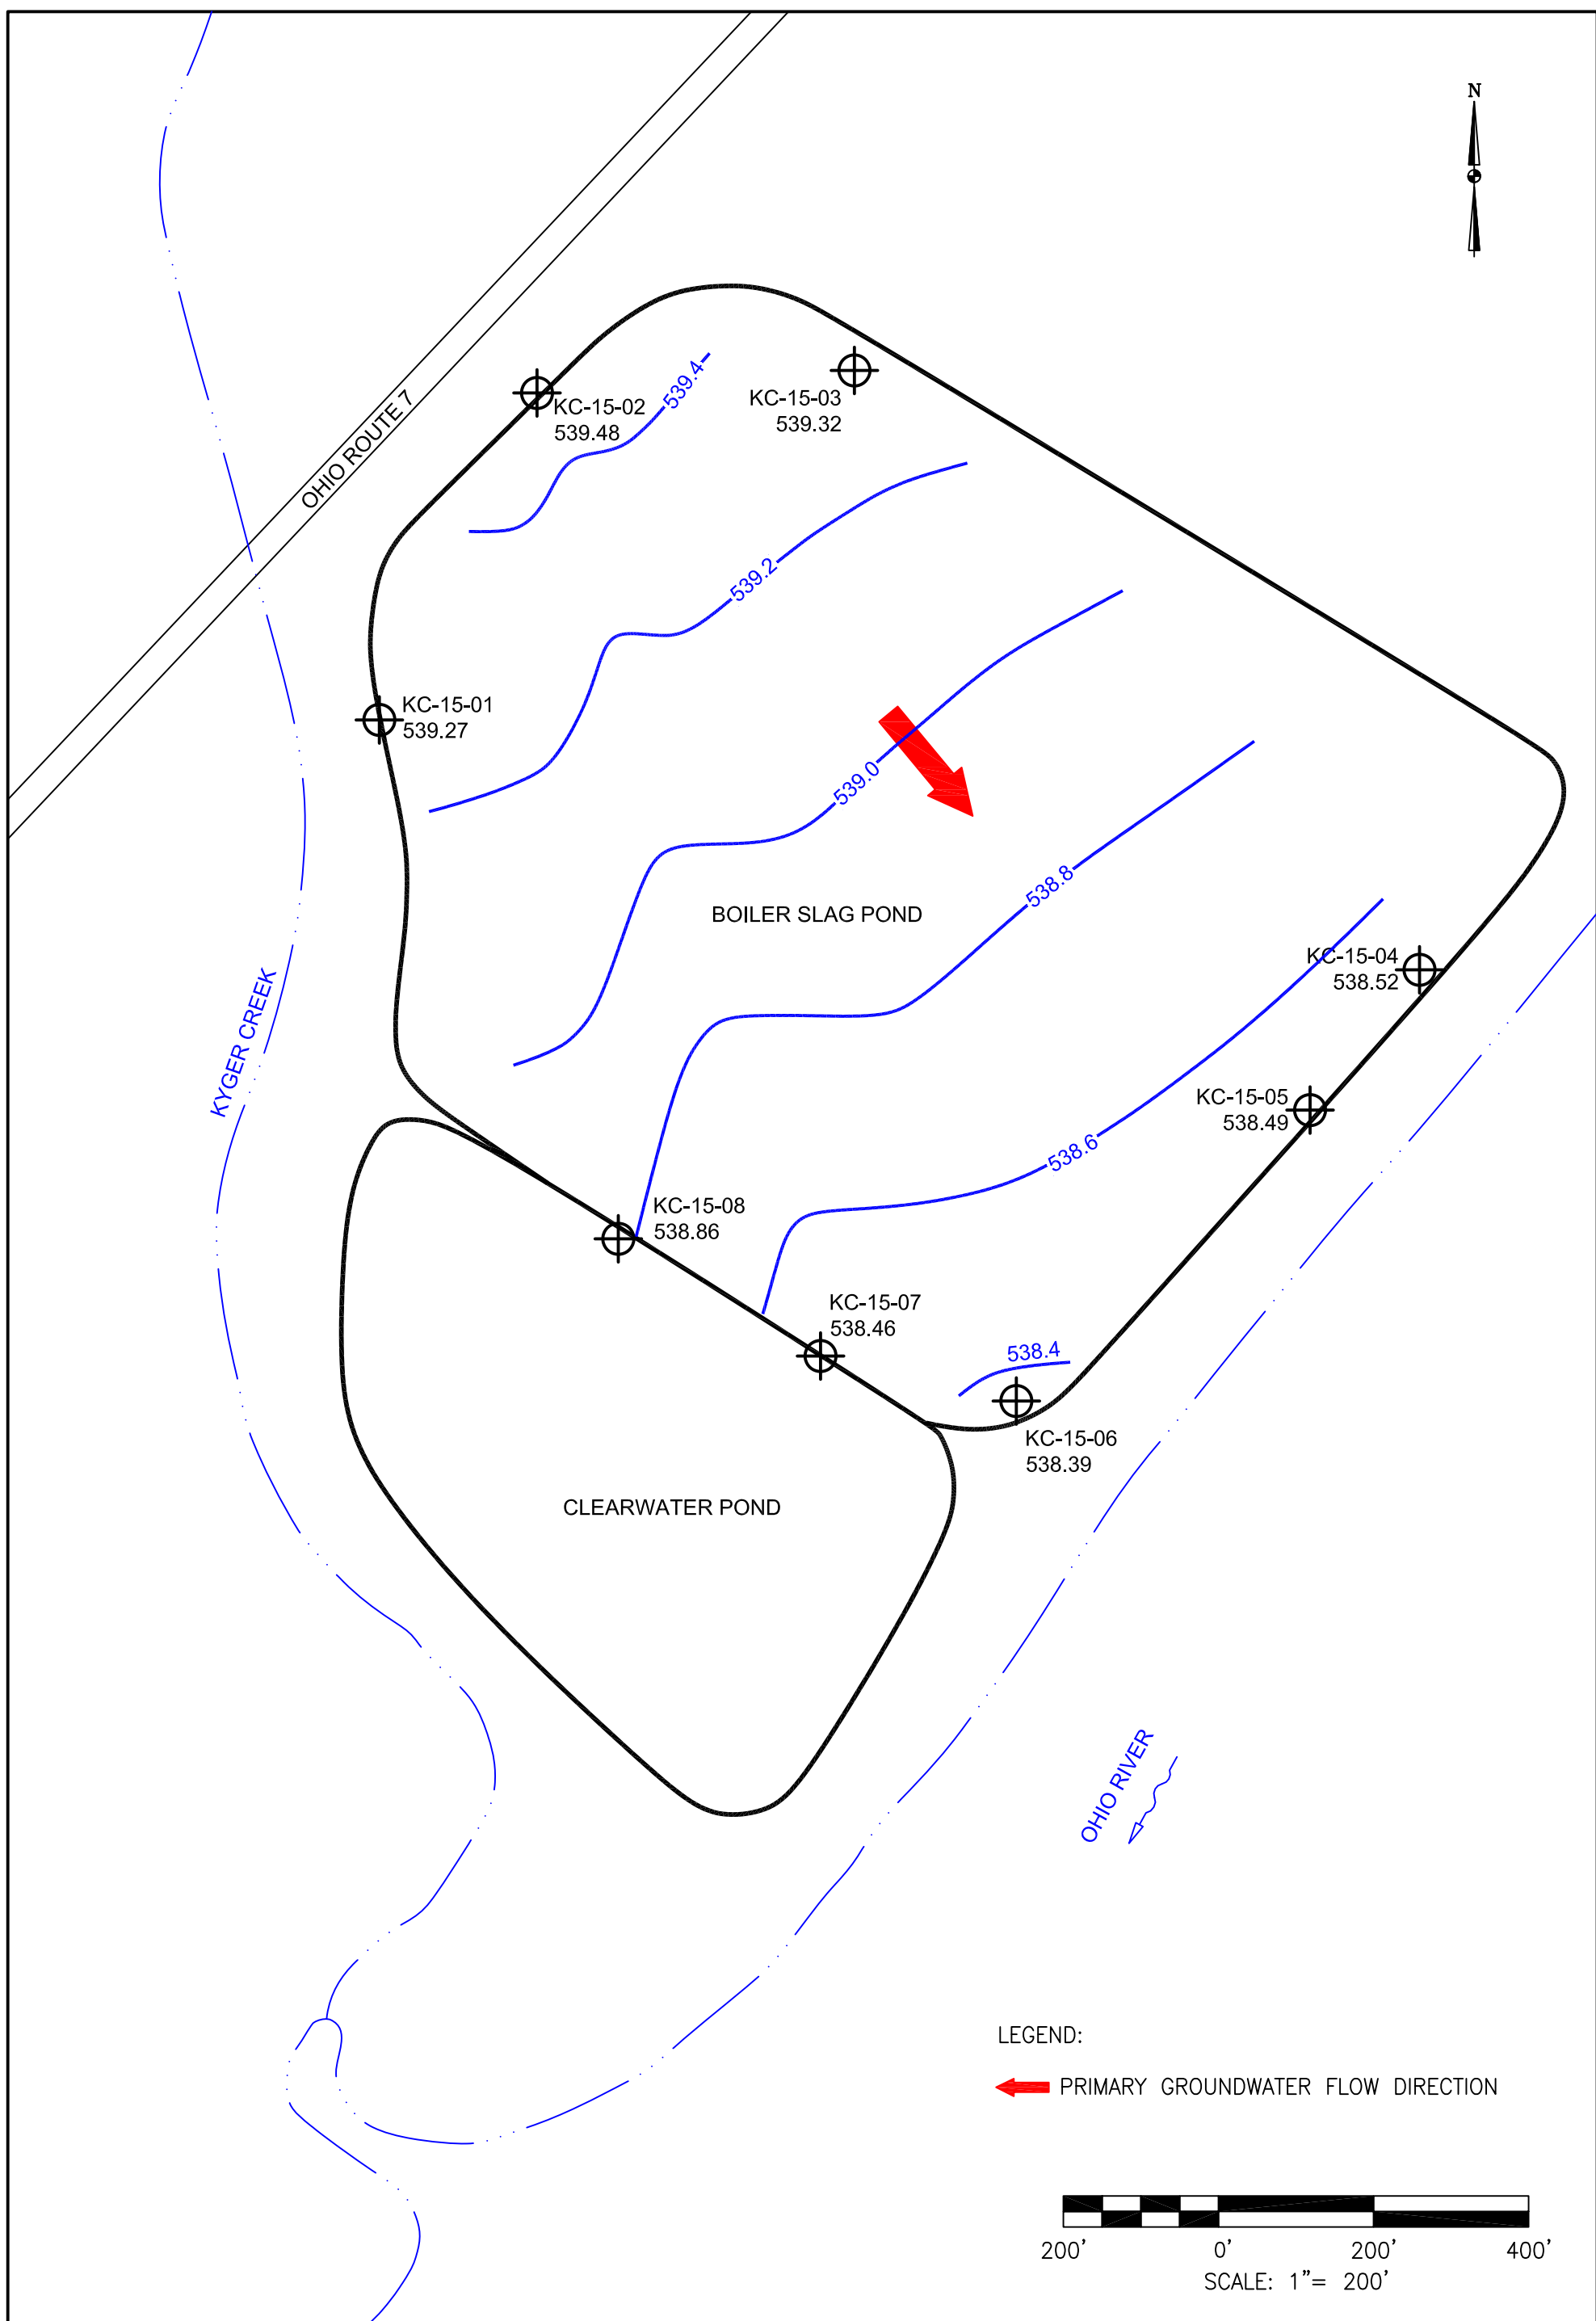 N
OHIO ROUTE 7
539.4
KC-15-02
539.48
KC-15-03
539.32
539.2
KC-15-01
539.27
539.0
538.8
BOILER SLAG POND
KC-15-04
538.52
KYGER CREEK
KC-15-05
538.49
538.6
KC-15-08
538.86
KC-15-07
538.46
538.4
KC-15-06
538.39
CLEARWATER POND
OHIO RIVER
LEGEND:
PRIMARY GROUNDWATER FLOW DIRECTION
200' 0' 200' 400'
SCALE: 1"= 200'